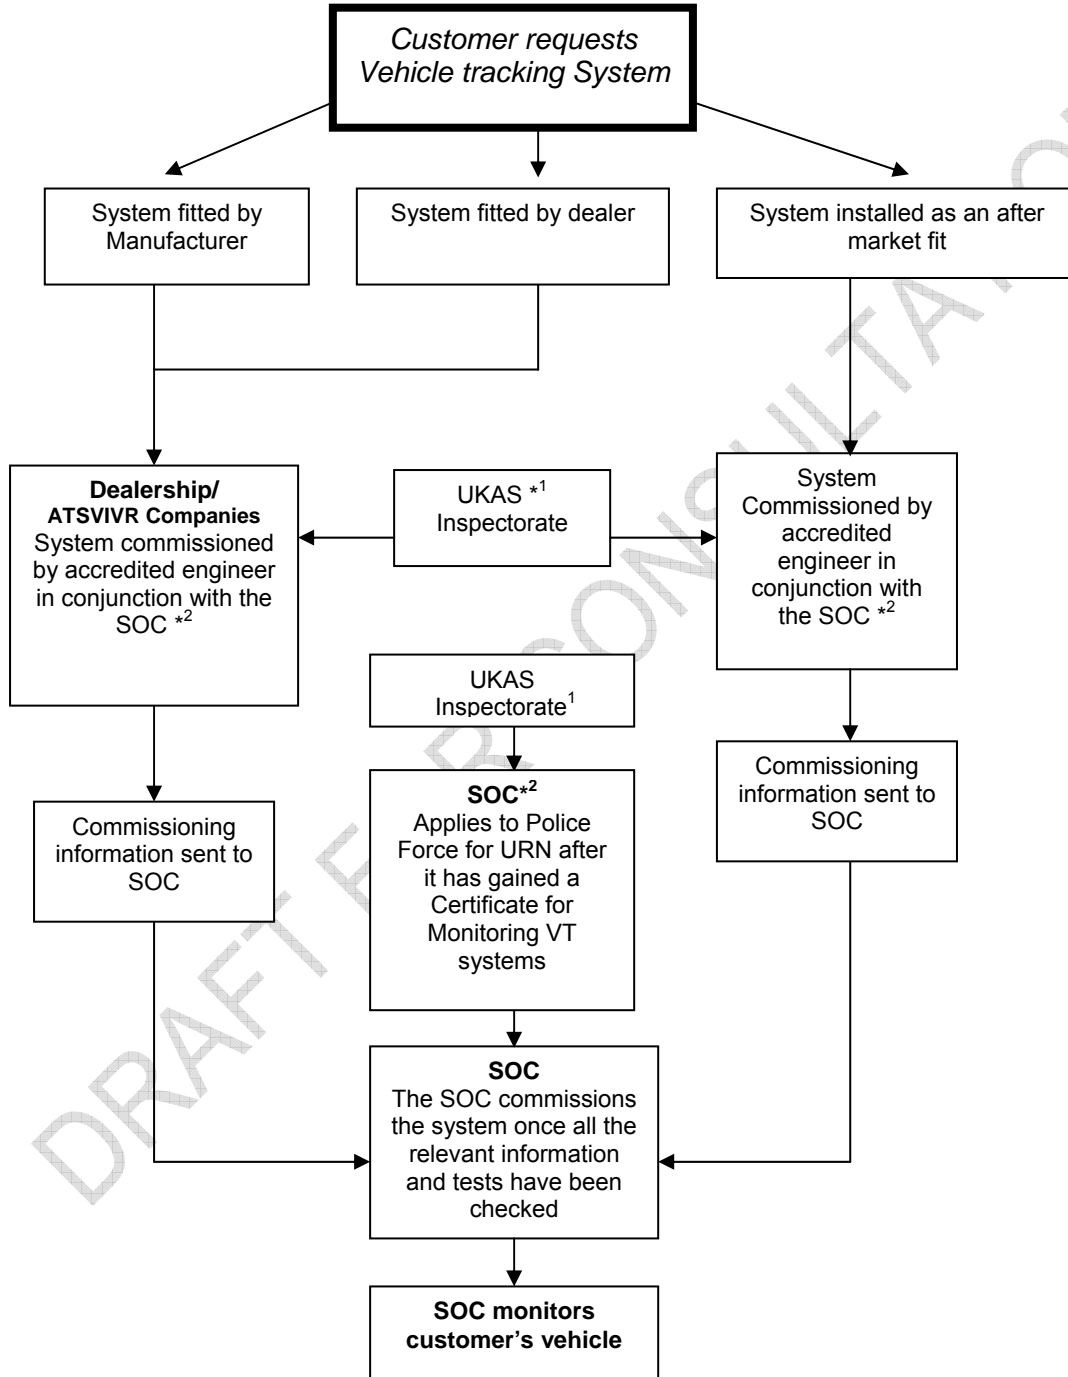 Customer requests
Vehicle tracking System
System fitted by
Manufacturer
System fitted by dealer
System installed as an after
market fit
Dealership/
ATSVIVR Companies
System commissioned
by accredited engineer
in conjunction with the
SOC *2
UKAS *1
Inspectorate
System
Commissioned by
accredited
engineer in
conjunction with
the SOC *2
UKAS
Inspectorate1
Commissioning
information sent to
SOC
SOC*2
Applies to Police
Force for URN after
it has gained a
Certificate for
Monitoring VT
systems
Commissioning
information sent to
SOC
SOC
The SOC commissions
the system once all the
relevant information
and tests have been
checked
SOC monitors
customer’s vehicle
DRAFT FOR CONSULTATION